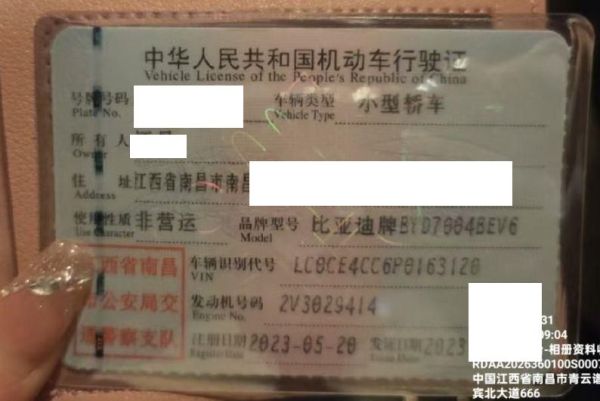 中华人民共和国机动车行驶证
Vehicle License of the People's Republic of China
号牌号码 车辆类型 小型轿车
Plate No. Vehicle Type
所有人
Owner
住 址 江西省南昌市南昌
Address
使用性质 非营运 品牌型号 比亚迪牌BYD7004BEV6
Use Character Model
江西省南昌 车辆识别代号 LC0CE4CC6P0163120
VIN
公安局交 发动机号码 2V3029414
Engine No.
警察支队 注册日期 2023-05-20 发证日期 2023
Register Date Issue Date
31
09:04
-相册资料
RDAA2026360100S0007
中国江西省南昌市青云谱
宾北大道666